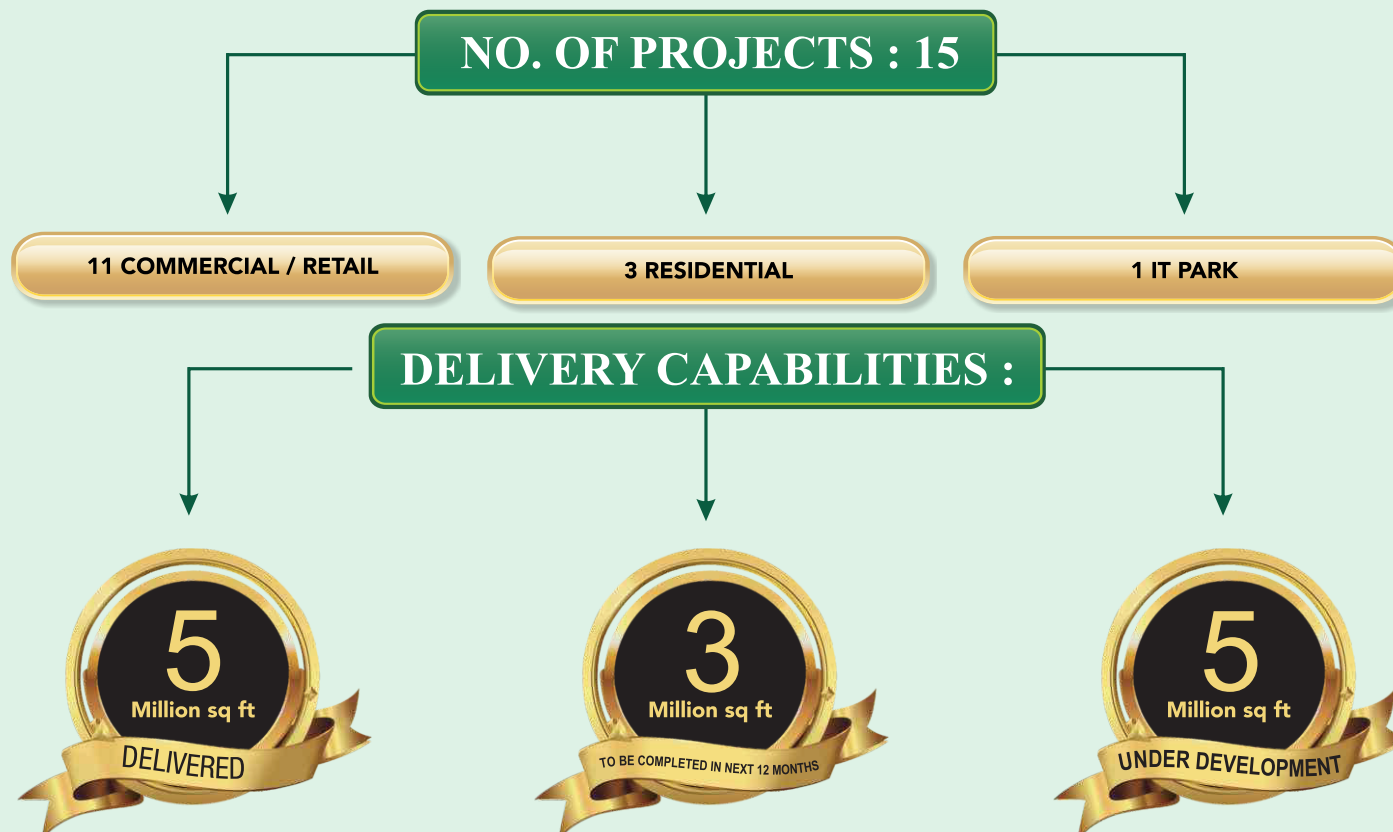 NO. OF PROJECTS : 15
11 COMMERCIAL / RETAIL
3 RESIDENTIAL
1 IT PARK
DELIVERY CAPABILITIES :
5
Million sq ft
DELIVERED
3
Million sq ft
TO BE COMPLETED IN NEXT 12 MONTHS
5
Million sq ft
UNDER DEVELOPMENT